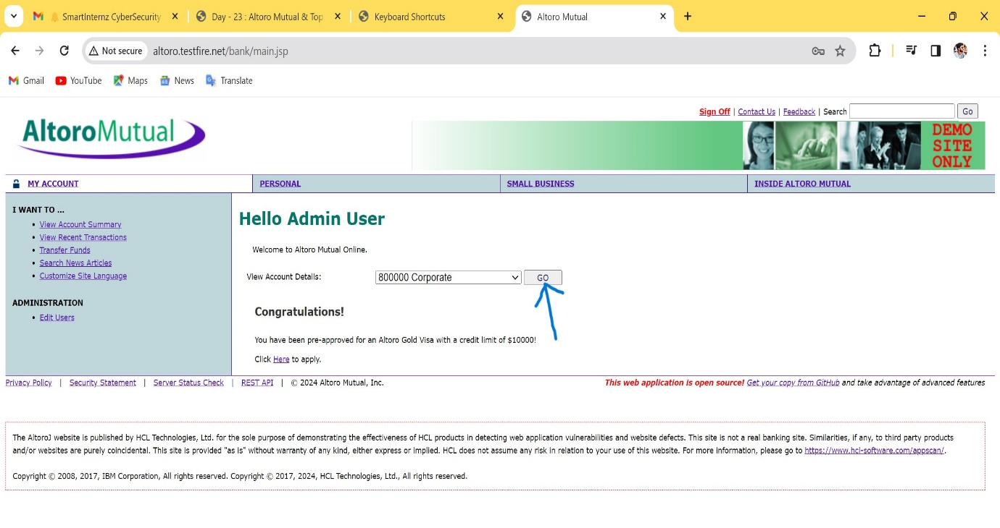 SmartInternz CyberSecurity
Day - 23 : Altoro Mutual & Top
Keyboard Shortcuts
Altoro Mutual
Not secure
altoro.testfire.net/bank/main.jsp
Gmail
YouTube
Maps
News
Translate
Sign Off | Contact Us | Feedback | Search
Go
AltoroMutual
DEMO
SITE
ONLY
MY ACCOUNT
PERSONAL
SMALL BUSINESS
INSIDE ALTORO MUTUAL
I WANT TO ...
• View Account Summary
• View Recent Transactions
• Transfer Funds
• Search News Articles
• Customize Site Language
ADMINISTRATION
• Edit Users
Hello Admin User
Welcome to Altoro Mutual Online.
View Account Details: 800000 Corporate GO
Congratulations!
You have been pre-approved for an Altoro Gold Visa with a credit limit of $10000!
Click Here to apply.
Privacy Policy | Security Statement | Server Status Check | REST API | © 2024 Altoro Mutual, Inc.
This web application is open source! Get your copy from GitHub and take advantage of advanced features
The AltoroJ website is published by HCL Technologies, Ltd. for the sole purpose of demonstrating the effectiveness of HCL products in detecting web application vulnerabilities and website defects. This site is not a real banking site. Similarities, if any, to third party products
and/or websites are purely coincidental. This site is provided "as is" without warranty of any kind, either express or implied. HCL does not assume any risk in relation to your use of this website. For more information, please go to https://www.hcl-software.com/appscan/.
Copyright © 2008, 2017, IBM Corporation, All rights reserved. Copyright © 2017, 2024, HCL Technologies, Ltd., All rights reserved.